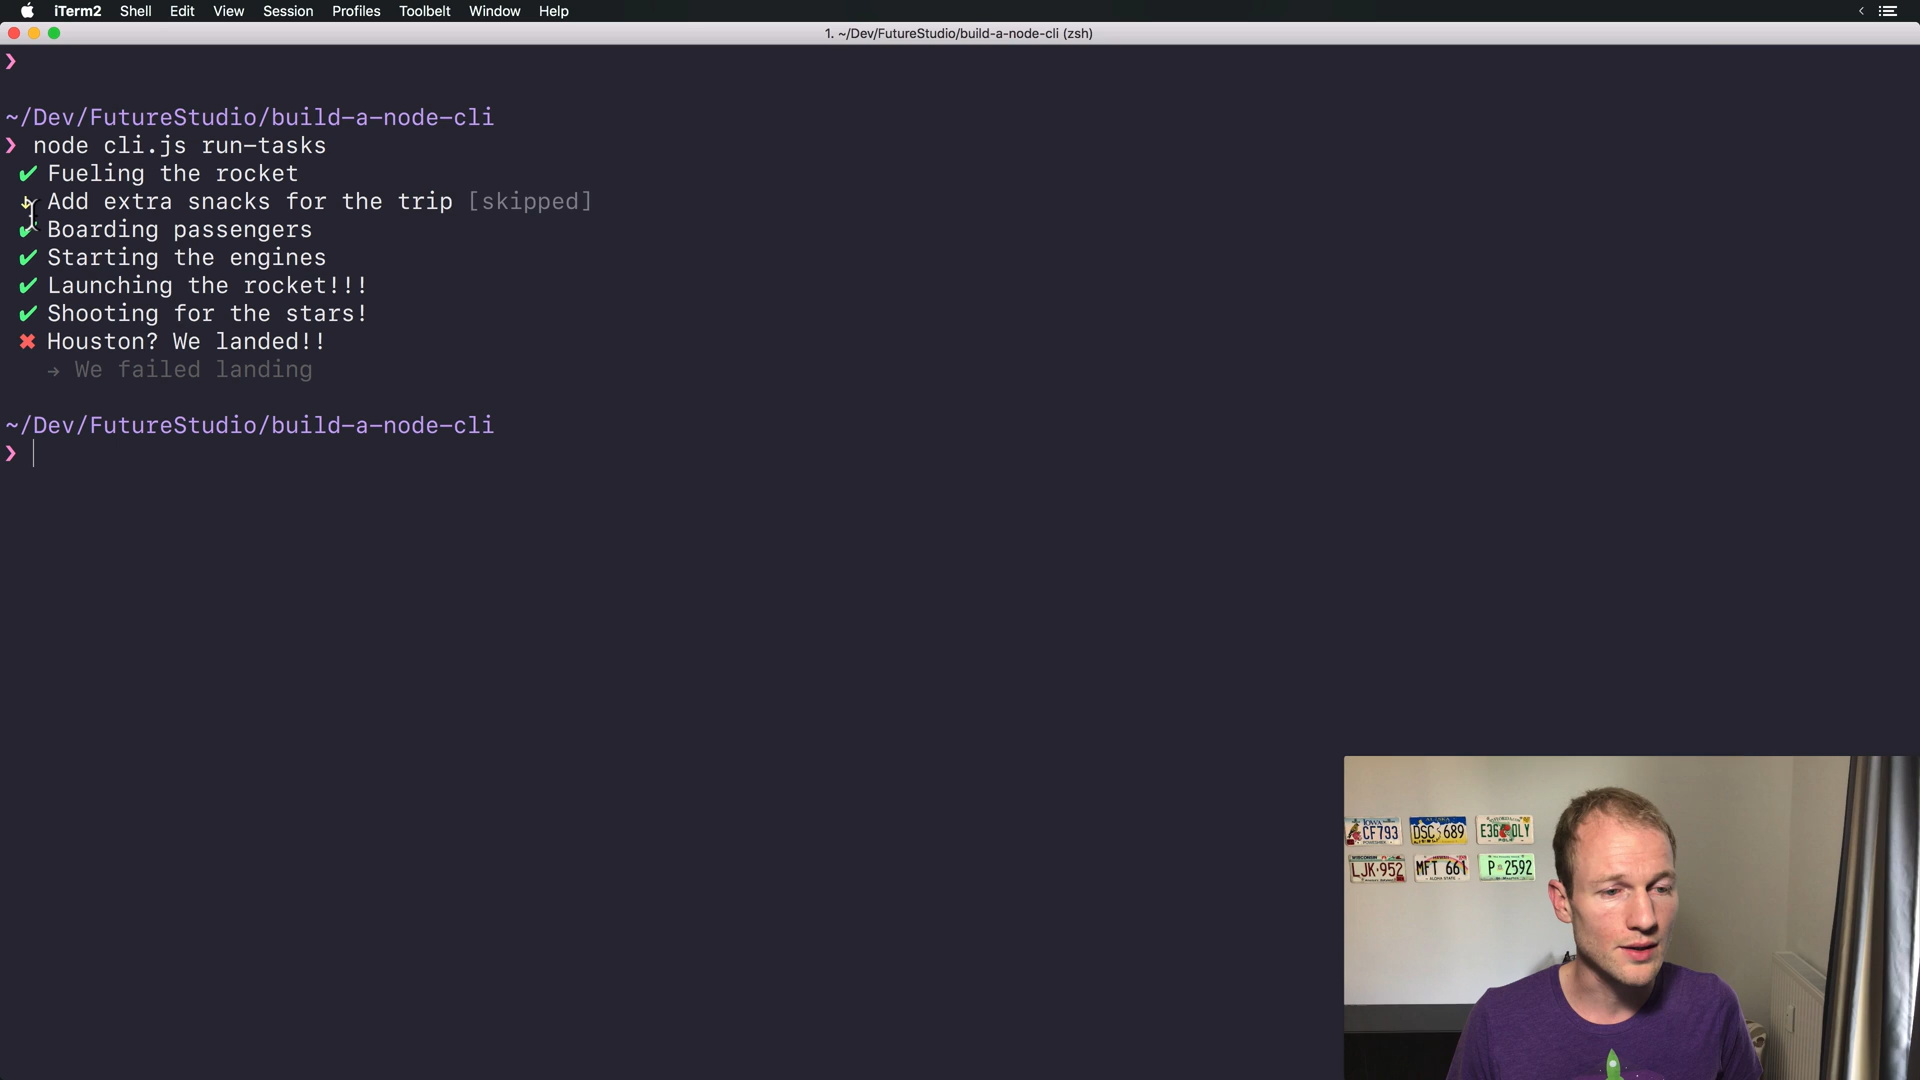 iTerm2 Shell Edit View Session Profiles Toolbelt Window Help
1. ~/Dev/FutureStudio/build-a-node-cli (zsh)
❯
~/Dev/FutureStudio/build-a-node-cli
❯ node cli.js run-tasks
✔ Fueling the rocket
↓ Add extra snacks for the trip [skipped]
✔ Boarding passengers
✔ Starting the engines
✔ Launching the rocket!!!
✔ Shooting for the stars!
✖ Houston? We landed!!
→ We failed landing
~/Dev/FutureStudio/build-a-node-cli
❯
IOWA
CF793
DSC 689
E36 DLY
WISCONSIN
LJK·952
MFT 661
P 2592